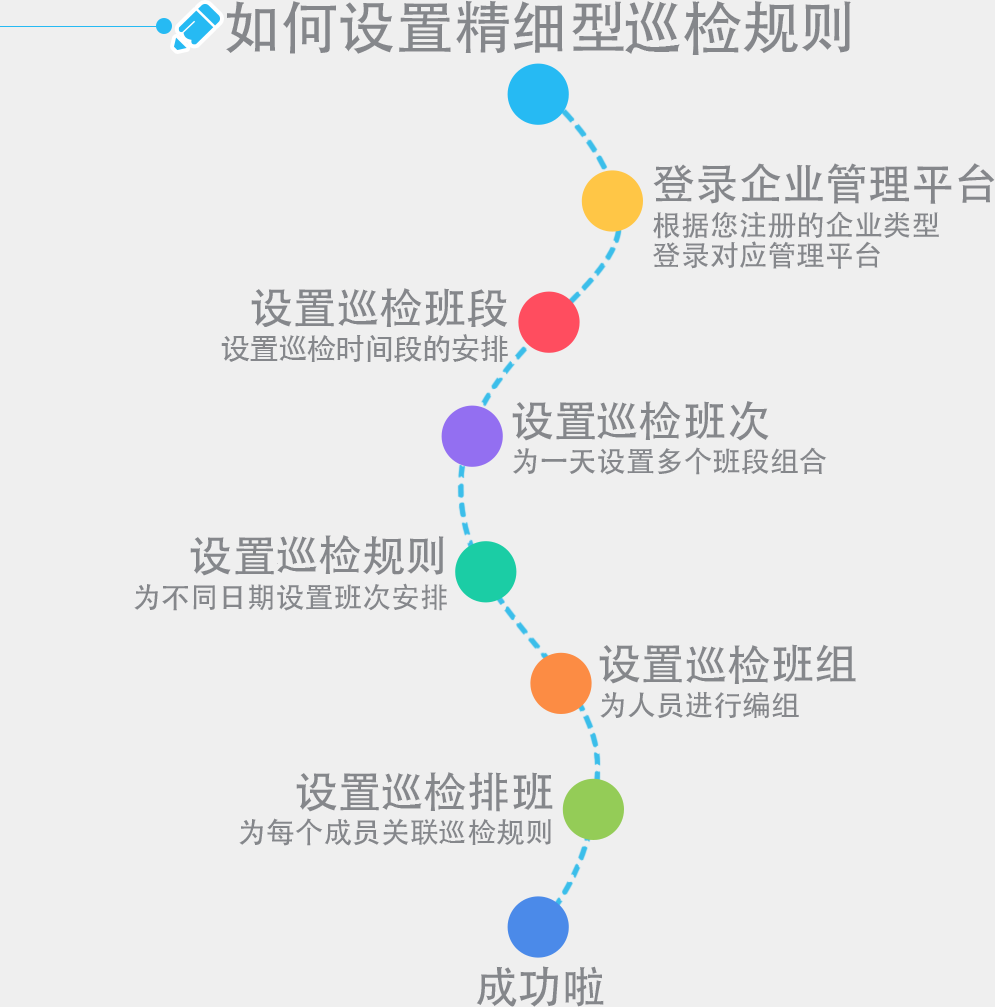 如何设置精细型巡检规则
登录企业管理平台
根据您注册的企业类型
登录对应管理平台
设置巡检班段
设置巡检时间段的安排
设置巡检班次
为一天设置多个班段组合
设置巡检规则
为不同日期设置班次安排
设置巡检班组
为人员进行编组
设置巡检排班
为每个成员关联巡检规则
成功啦